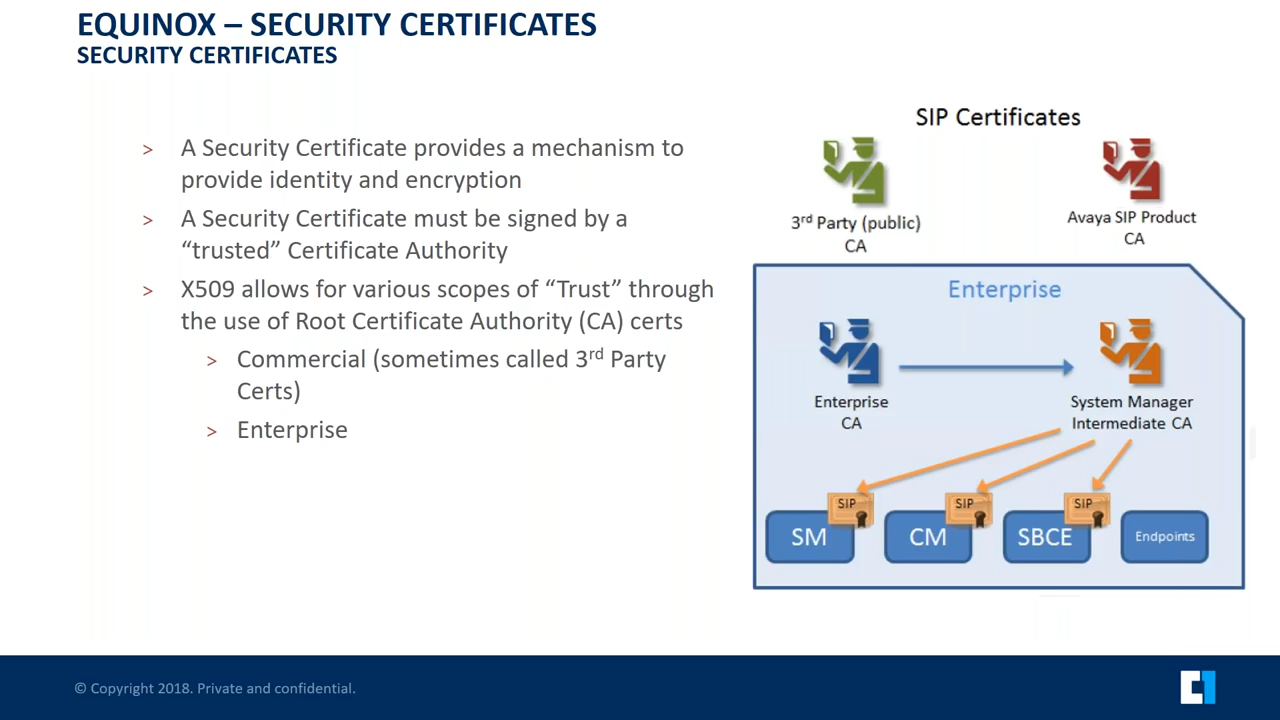 EQUINOX – SECURITY CERTIFICATES
SECURITY CERTIFICATES
> A Security Certificate provides a mechanism to
provide identity and encryption
> A Security Certificate must be signed by a
“trusted” Certificate Authority
> X509 allows for various scopes of “Trust” through
the use of Root Certificate Authority (CA) certs
> Commercial (sometimes called 3rd Party
Certs)
> Enterprise
SIP Certificates
3rd Party (public)
CA
Avaya SIP Product
CA
Enterprise
Enterprise
CA
System Manager
Intermediate CA
SIP
SIP
SIP
SM
CM
SBCE
Endpoints
© Copyright 2018. Private and confidential.